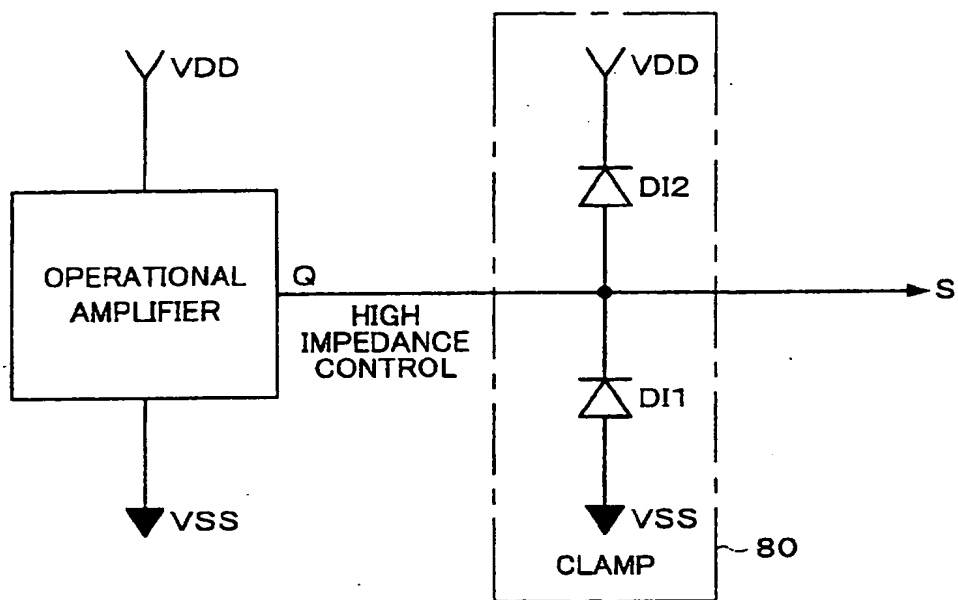 VDD
VDD
DI2
OPERATIONAL
AMPLIFIER
Q
S
HIGH
IMPEDANCE
CONTROL
DI1
VSS
VSS
CLAMP
80